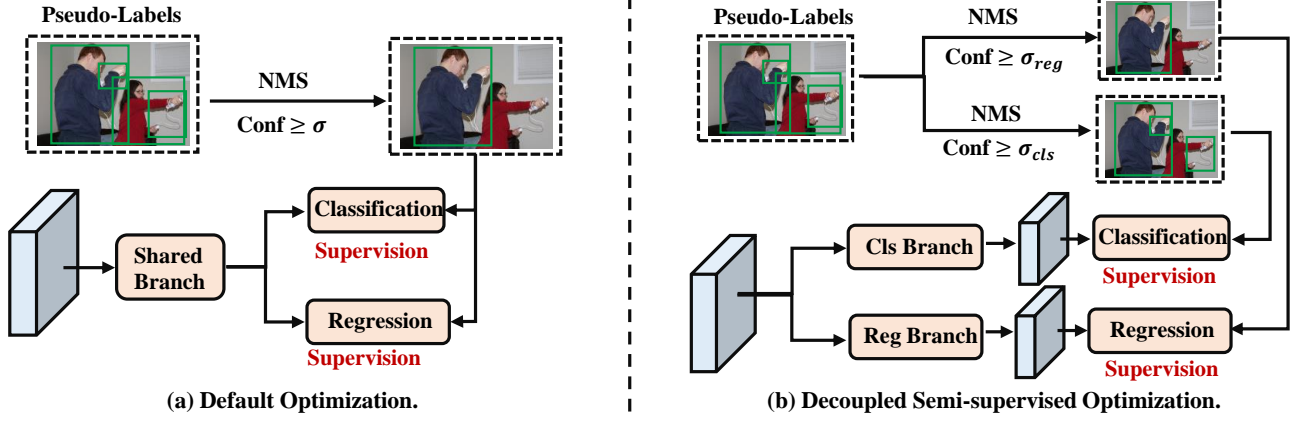 Pseudo-Labels
NMS
Conf ≥ σ
Shared
Branch
Classification
Supervision
Regression
Supervision
(a) Default Optimization.
Pseudo-Labels
NMS
Conf ≥ σ_reg
NMS
Conf ≥ σ_cls
Cls Branch
Classification
Supervision
Reg Branch
Regression
Supervision
(b) Decoupled Semi-supervised Optimization.